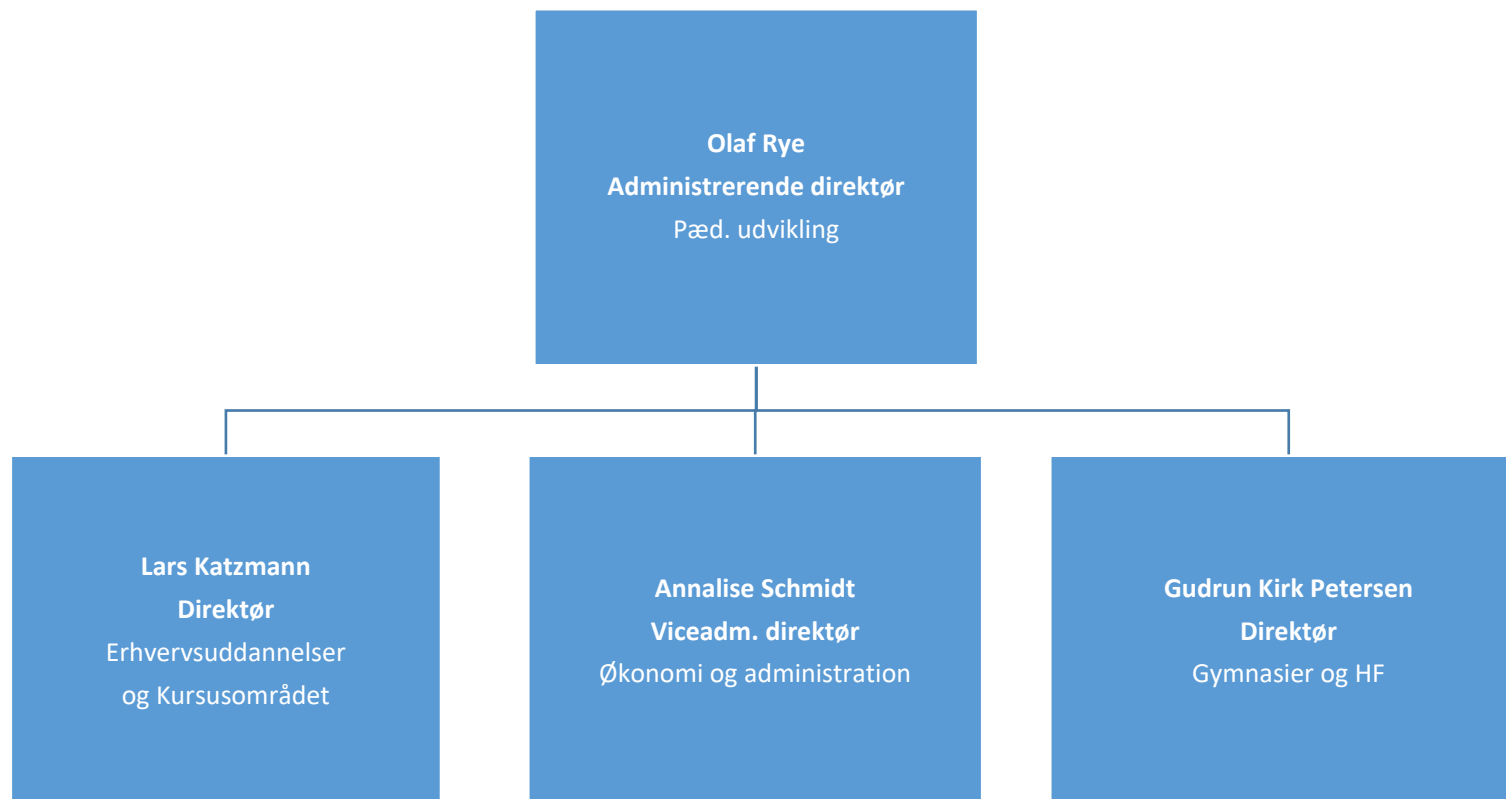 Olaf Rye
Administrerende direktør
Pæd. udvikling
Lars Katzmann
Direktør
Erhvervsuddannelser
og Kursusområdet
Annalise Schmidt
Viceadm. direktør
Økonomi og administration
Gudrun Kirk Petersen
Direktør
Gymnasier og HF